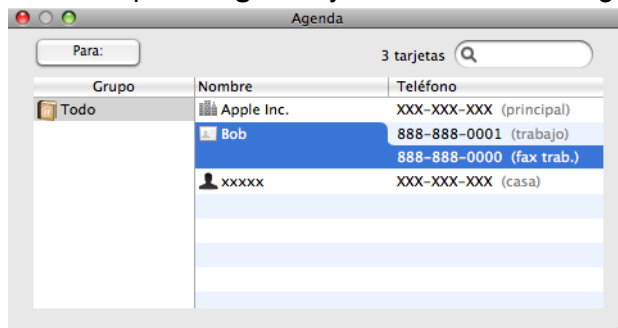 Agenda
Para:
3 tarjetas
Grupo Nombre Teléfono
Todo Apple Inc. XXX-XXX-XXX (principal)
Bob 888-888-0001 (trabajo)
888-888-0000 (fax trab.)
xxxxx XXX-XXX-XXX (casa)